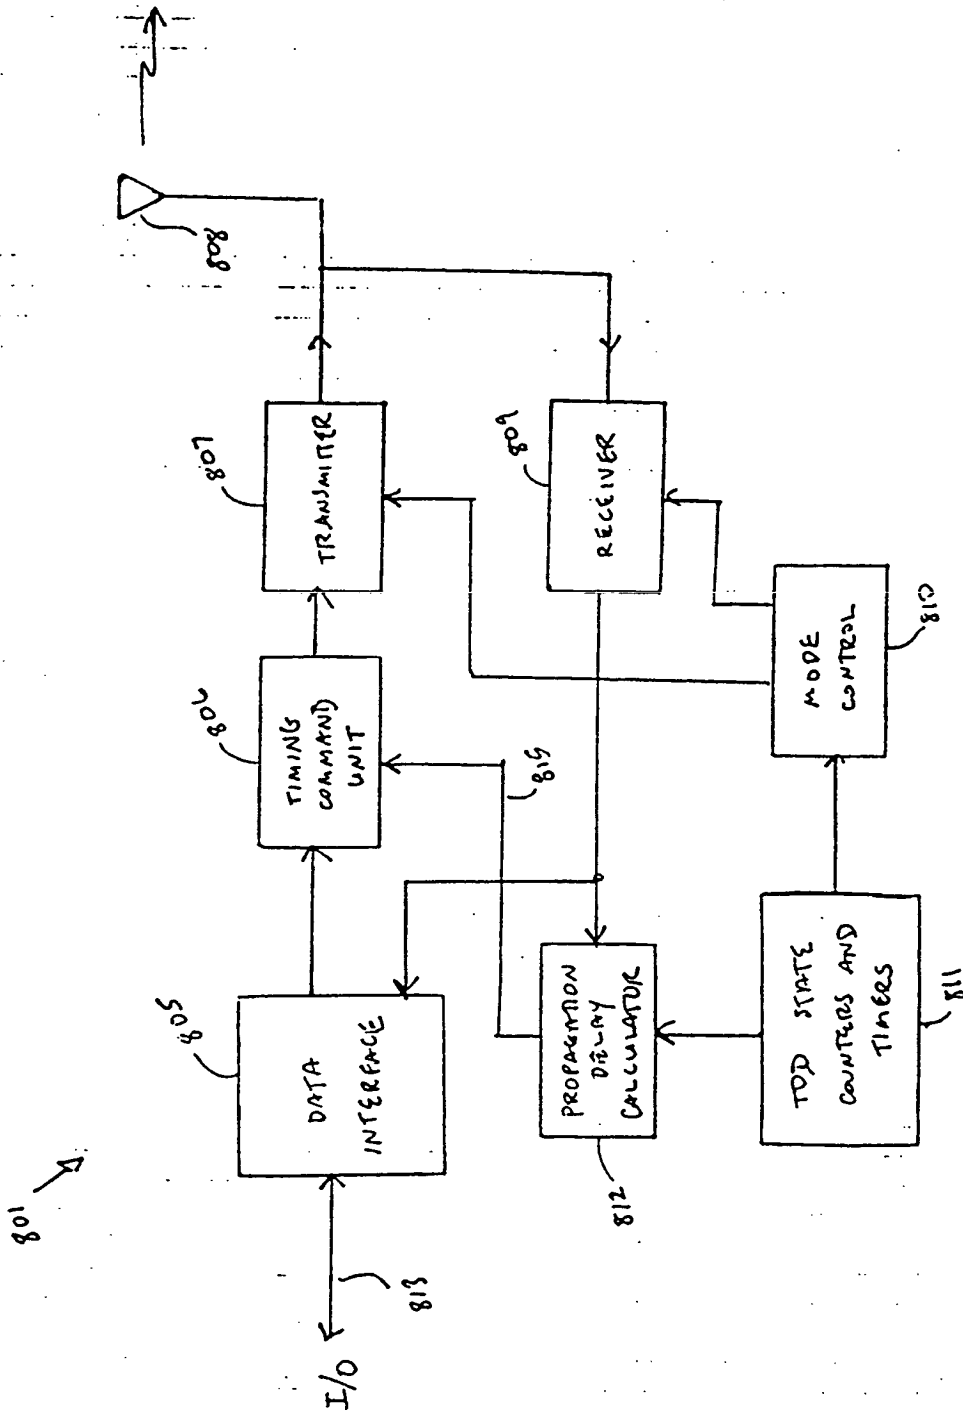 801
I/O
813
805
DATA
INTERFACE
806
TIMING
COMMAND
UNIT
807
TRANSMITTER
808
815
812
PROPAGATION
DELAY
CALCULATOR
809
RECEIVER
811
TDD STATE
COUNTERS AND
TIMERS
MODE
CONTROL
810